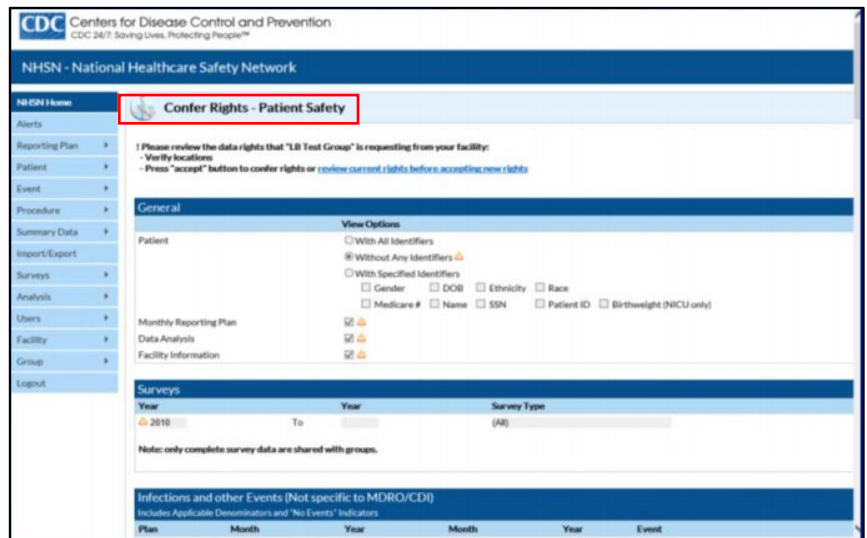 CDC Centers for Disease Control and Prevention
CDC 24/7: Saving Lives, Protecting People™
NHSN - National Healthcare Safety Network
NHSN Home
Alerts
Reporting Plan
Patient
Event
Procedure
Summary Data
Import/Export
Surveys
Analysis
Users
Facility
Group
Logout
Confer Rights - Patient Safety
! Please review the data rights that "LB Test Group" is requesting from your facility:
- Verify locations
- Press "accept" button to confer rights or review current rights before accepting new rights
General
View Options
Patient With All Identifiers
Without Any Identifiers
With Specified Identifiers
Gender DOB Ethnicity Race
Medicare # Name SSN Patient ID Birthweight (NICU only)
Monthly Reporting Plan
Data Analysis
Facility Information
Surveys
Year Year Survey Type
2010 To (All)
Note: only complete survey data are shared with groups.
Infections and other Events (Not specific to MDRO/CDI)
Includes Applicable Denominators and "No Events" Indicators
Plan Month Year Month Year Event